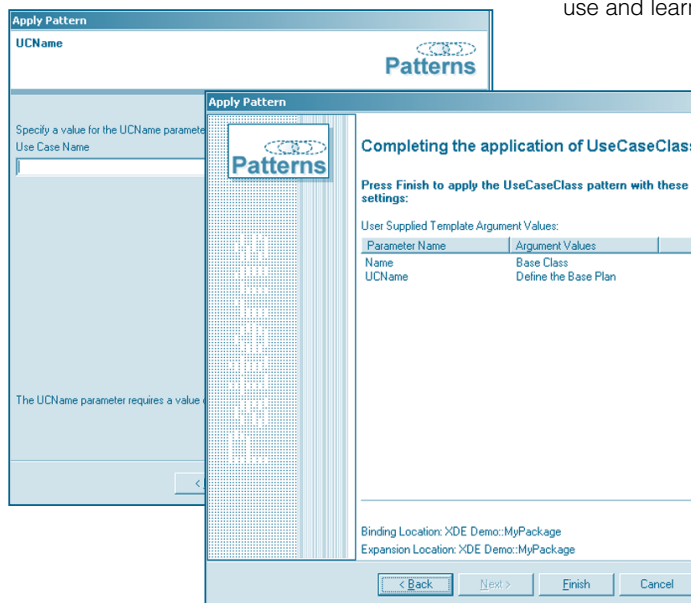 use and learn
Apply Pattern
UCName
Patterns
Specify a value for the UCName paramete
Use Case Name
The UCName parameter requires a value
<
Apply Pattern
Patterns
Completing the application of UseCaseClass
Press Finish to apply the UseCaseClass pattern with these
settings:
User Supplied Template Argument Values:
Parameter Name Argument Values
Name Base Class
UCName Define the Base Plan
Binding Location: XDE Demo::MyPackage
Expansion Location: XDE Demo::MyPackage
< Back Next > Finish Cancel